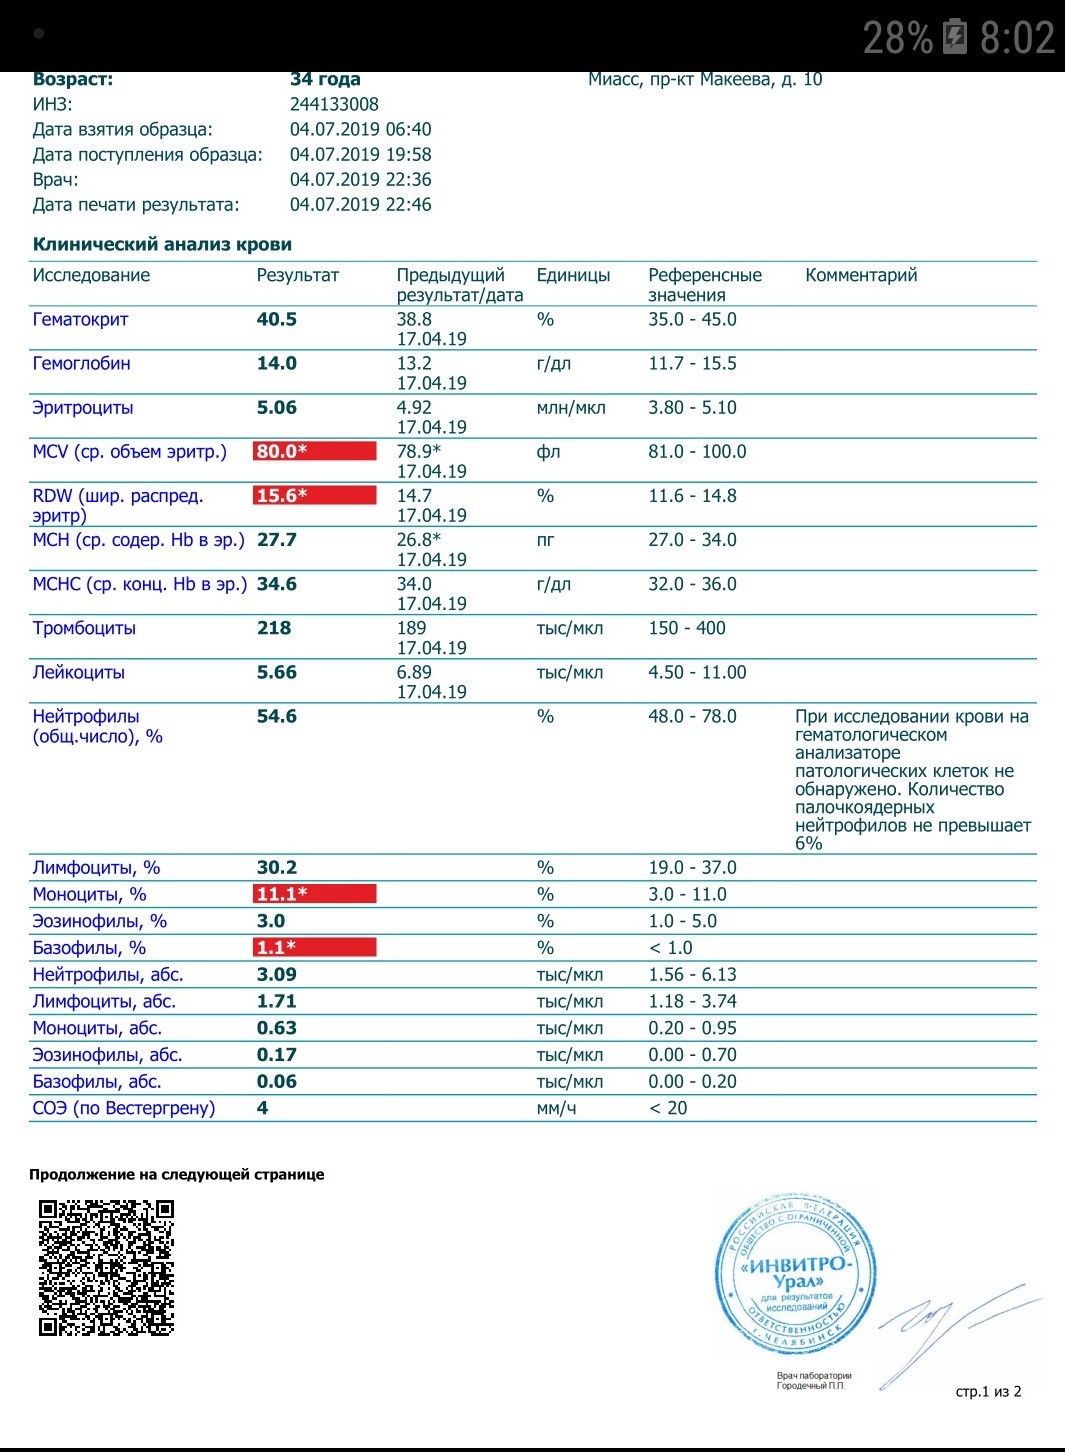 28% 8:02
Возраст: 34 года Миасс, пр-кт Макеева, д. 10
ИНЗ: 244133008
Дата взятия образца: 04.07.2019 06:40
Дата поступления образца: 04.07.2019 19:58
Врач: 04.07.2019 22:36
Дата печати результата: 04.07.2019 22:46
Клинический анализ крови
Исследование Результат Предыдущий результат/дата Единицы Референсные значения Комментарий
Гематокрит 40.5 38.8 % 35.0 - 45.0
17.04.19
Гемоглобин 14.0 13.2 г/дл 11.7 - 15.5
17.04.19
Эритроциты 5.06 4.92 млн/мкл 3.80 - 5.10
17.04.19
MCV (ср. объем эритр.) 80.0* 78.9* фл 81.0 - 100.0
17.04.19
RDW (шир. распред. 15.6* 14.7 % 11.6 - 14.8
эритр) 17.04.19
MCH (ср. содер. Hb в эр.) 27.7 26.8* пг 27.0 - 34.0
17.04.19
MCHC (ср. конц. Hb в эр.) 34.6 34.0 г/дл 32.0 - 36.0
17.04.19
Тромбоциты 218 189 тыс/мкл 150 - 400
17.04.19
Лейкоциты 5.66 6.89 тыс/мкл 4.50 - 11.00
17.04.19
Нейтрофилы 54.6 % 48.0 - 78.0 При исследовании крови на
(общ.число), % гематологическом
анализаторе
патологических клеток не
обнаружено. Количество
палочкоядерных
нейтрофилов не превышает
6%
Лимфоциты, % 30.2 % 19.0 - 37.0
Моноциты, % 11.1* % 3.0 - 11.0
Эозинофилы, % 3.0 % 1.0 - 5.0
Базофилы, % 1.1* % < 1.0
Нейтрофилы, абс. 3.09 тыс/мкл 1.56 - 6.13
Лимфоциты, абс. 1.71 тыс/мкл 1.18 - 3.74
Моноциты, абс. 0.63 тыс/мкл 0.20 - 0.95
Эозинофилы, абс. 0.17 тыс/мкл 0.00 - 0.70
Базофилы, абс. 0.06 тыс/мкл 0.00 - 0.20
СОЭ (по Вестергрену) 4 мм/ч < 20
Продолжение на следующей странице
РОССИЙСКАЯ ФЕДЕРАЦИЯ
ОБЩЕСТВО С ОГРАНИЧЕННОЙ
«ИНВИТРО-
Урал»
для результатов
исследований
ОТВЕТСТВЕННОСТЬЮ
г. ЧЕЛЯБИНСК
Врач лаборатории
Городечный П.П.
стр.1 из 2